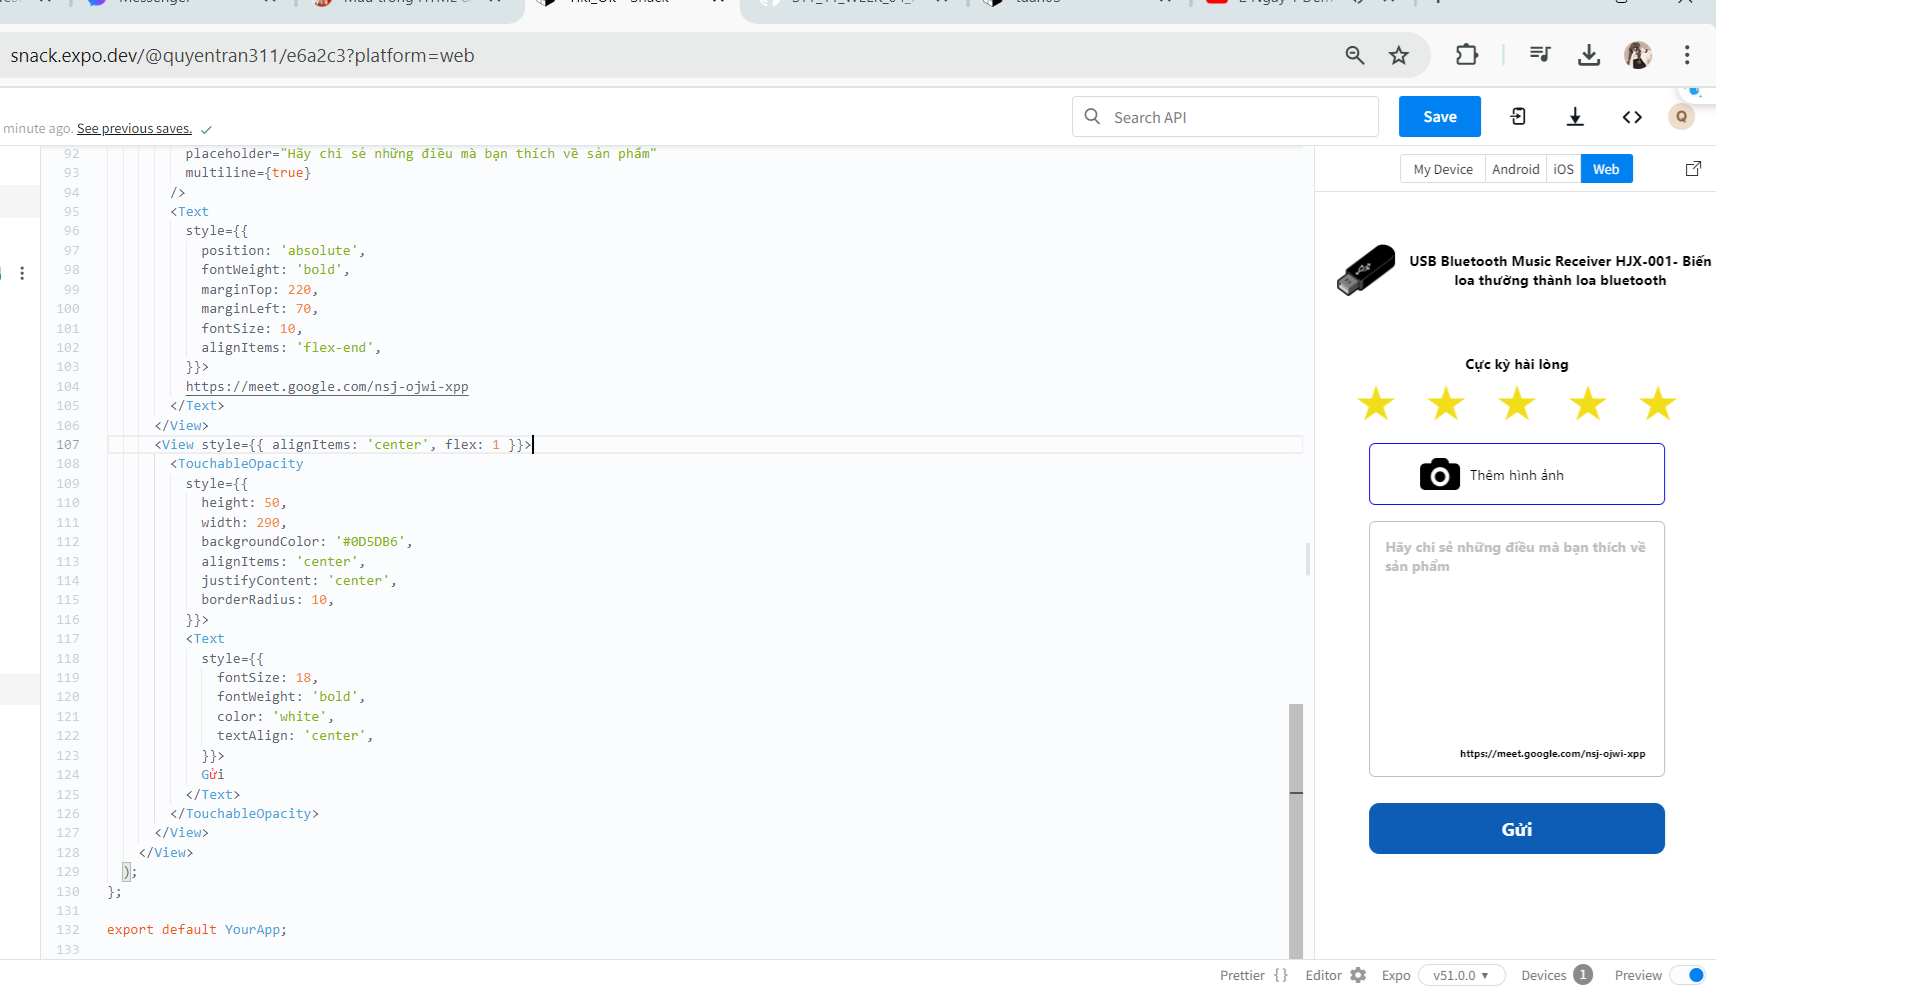 snack.expo.dev/@quyentran311/e6a2c3?platform=web
minute ago. See previous saves.
Search API
Save
Q
My Device
Android
iOS
Web
92 placeholder="Hãy chi sẻ những điều mà bạn thích về sản phẩm"
93 multiline={true}
94 />
95 <Text
96 style={{
97 position: 'absolute',
98 fontWeight: 'bold',
99 marginTop: 220,
100 marginLeft: 70,
101 fontSize: 10,
102 alignItems: 'flex-end',
103 }}>
104 https://meet.google.com/nsj-ojwi-xpp
105 </Text>
106 </View>
107 <View style={{ alignItems: 'center', flex: 1 }}>
108 <TouchableOpacity
109 style={{
110 height: 50,
111 width: 290,
112 backgroundColor: '#0D5DB6',
113 alignItems: 'center',
114 justifyContent: 'center',
115 borderRadius: 10,
116 }}>
117 <Text
118 style={{
119 fontSize: 18,
120 fontWeight: 'bold',
121 color: 'white',
122 textAlign: 'center',
123 }}>
124 Gửi
125 </Text>
126 </TouchableOpacity>
127 </View>
128 </View>
129 );
130 };
131
132 export default YourApp;
133
USB Bluetooth Music Receiver HJX-001- Biến
loa thường thành loa bluetooth
Cực kỳ hài lòng
Thêm hình ảnh
Hãy chi sẻ những điều mà bạn thích về
sản phẩm
https://meet.google.com/nsj-ojwi-xpp
Gửi
Prettier {} Editor Expo v51.0.0 Devices 1 Preview